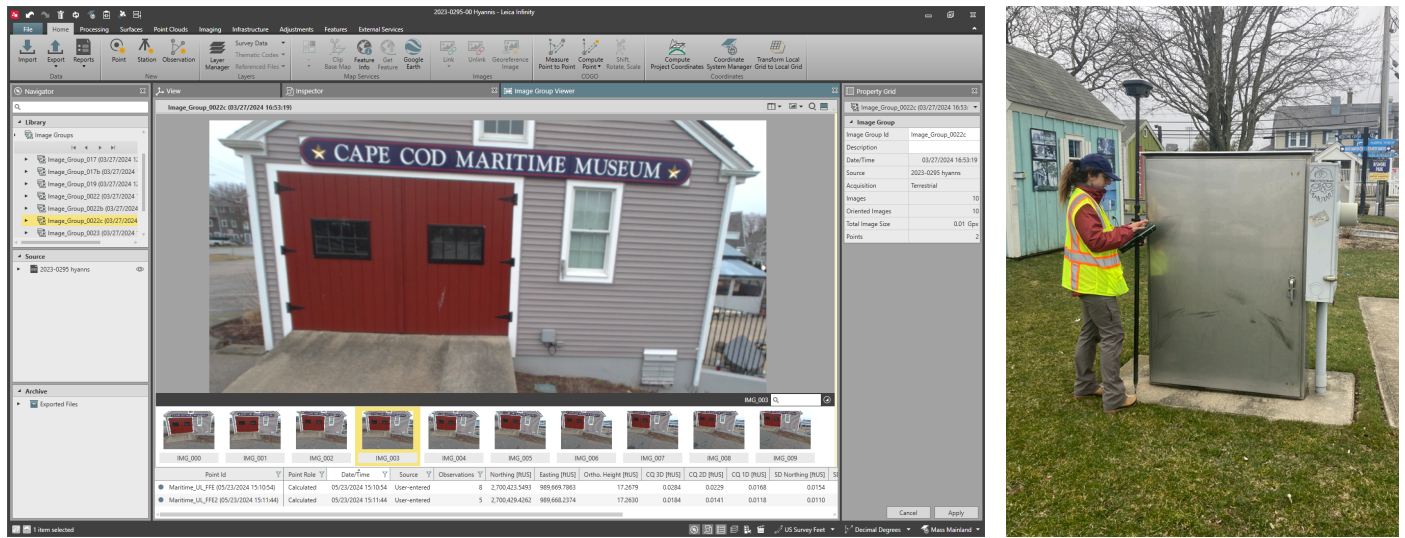 2023-0295-00 Hyannis - Leica Infinity
File Home Processing Surfaces Point Clouds Imaging Infrastructure Adjustments Features External Services
Import Export Reports Point Station Observation Layer Manager Survey Data Thematic Codes Referenced Files Clip Base Map Feature Info Get Feature Google Earth Link Unlink Georeference Image Measure Point to Point Compute Point Shift, Rotate, Scale Compute Project Coordinates Coordinate System Manager Transform Local Grid to Local Grid
Data New Layers Map Services Images COGO Coordinates
Navigator View Inspector Image Group Viewer Property Grid
Library
Image Groups
Image_Group_017 (03/27/2024 12
Image_Group_017b (03/27/2024
Image_Group_019 (03/27/2024 12
Image_Group_0022 (03/27/2024
Image_Group_0022b (03/27/2024
Image_Group_0022c (03/27/2024
Image_Group_0023 (03/27/2024
Source
2023-0295 hyanns
Archive
Exported Files
Image_Group_0022c (03/27/2024 16:53:19)
CAPE COD MARITIME MUSEUM
IMG_003
IMG_000 IMG_001 IMG_002 IMG_003 IMG_004 IMG_005 IMG_006 IMG_007 IMG_008 IMG_009
Point Id Point Role Date/Time Source Observations Northing [ftUS] Easting [ftUS] Ortho. Height [ftUS] CQ 3D [ftUS] CQ 2D [ftUS] CQ 1D [ftUS] SD Northing [ftUS]
Maritime_UL_FFE (05/23/2024 15:10:54) Calculated 05/23/2024 15:10:54 User-entered 8 2,700,423.5493 989,669.7863 17.2679 0.0284 0.0229 0.0168 0.0154
Maritime_UL_FFE2 (05/23/2024 15:11:44) Calculated 05/23/2024 15:11:44 User-entered 5 2,700,429.4262 989,668.2374 17.2630 0.0184 0.0141 0.0118 0.0110
Image_Group_0022c (03/27/2024 16:53:
Image Group
Image Group Id Image_Group_0022c
Description
Date/Time 03/27/2024 16:53:19
Source 2023-0295 hyanns
Acquisition Terrestrial
Images 10
Oriented Images 10
Total Image Size 0.01 Gpx
Points 2
Cancel Apply
1 item selected
US Survey Feet Decimal Degrees Mass Mainland